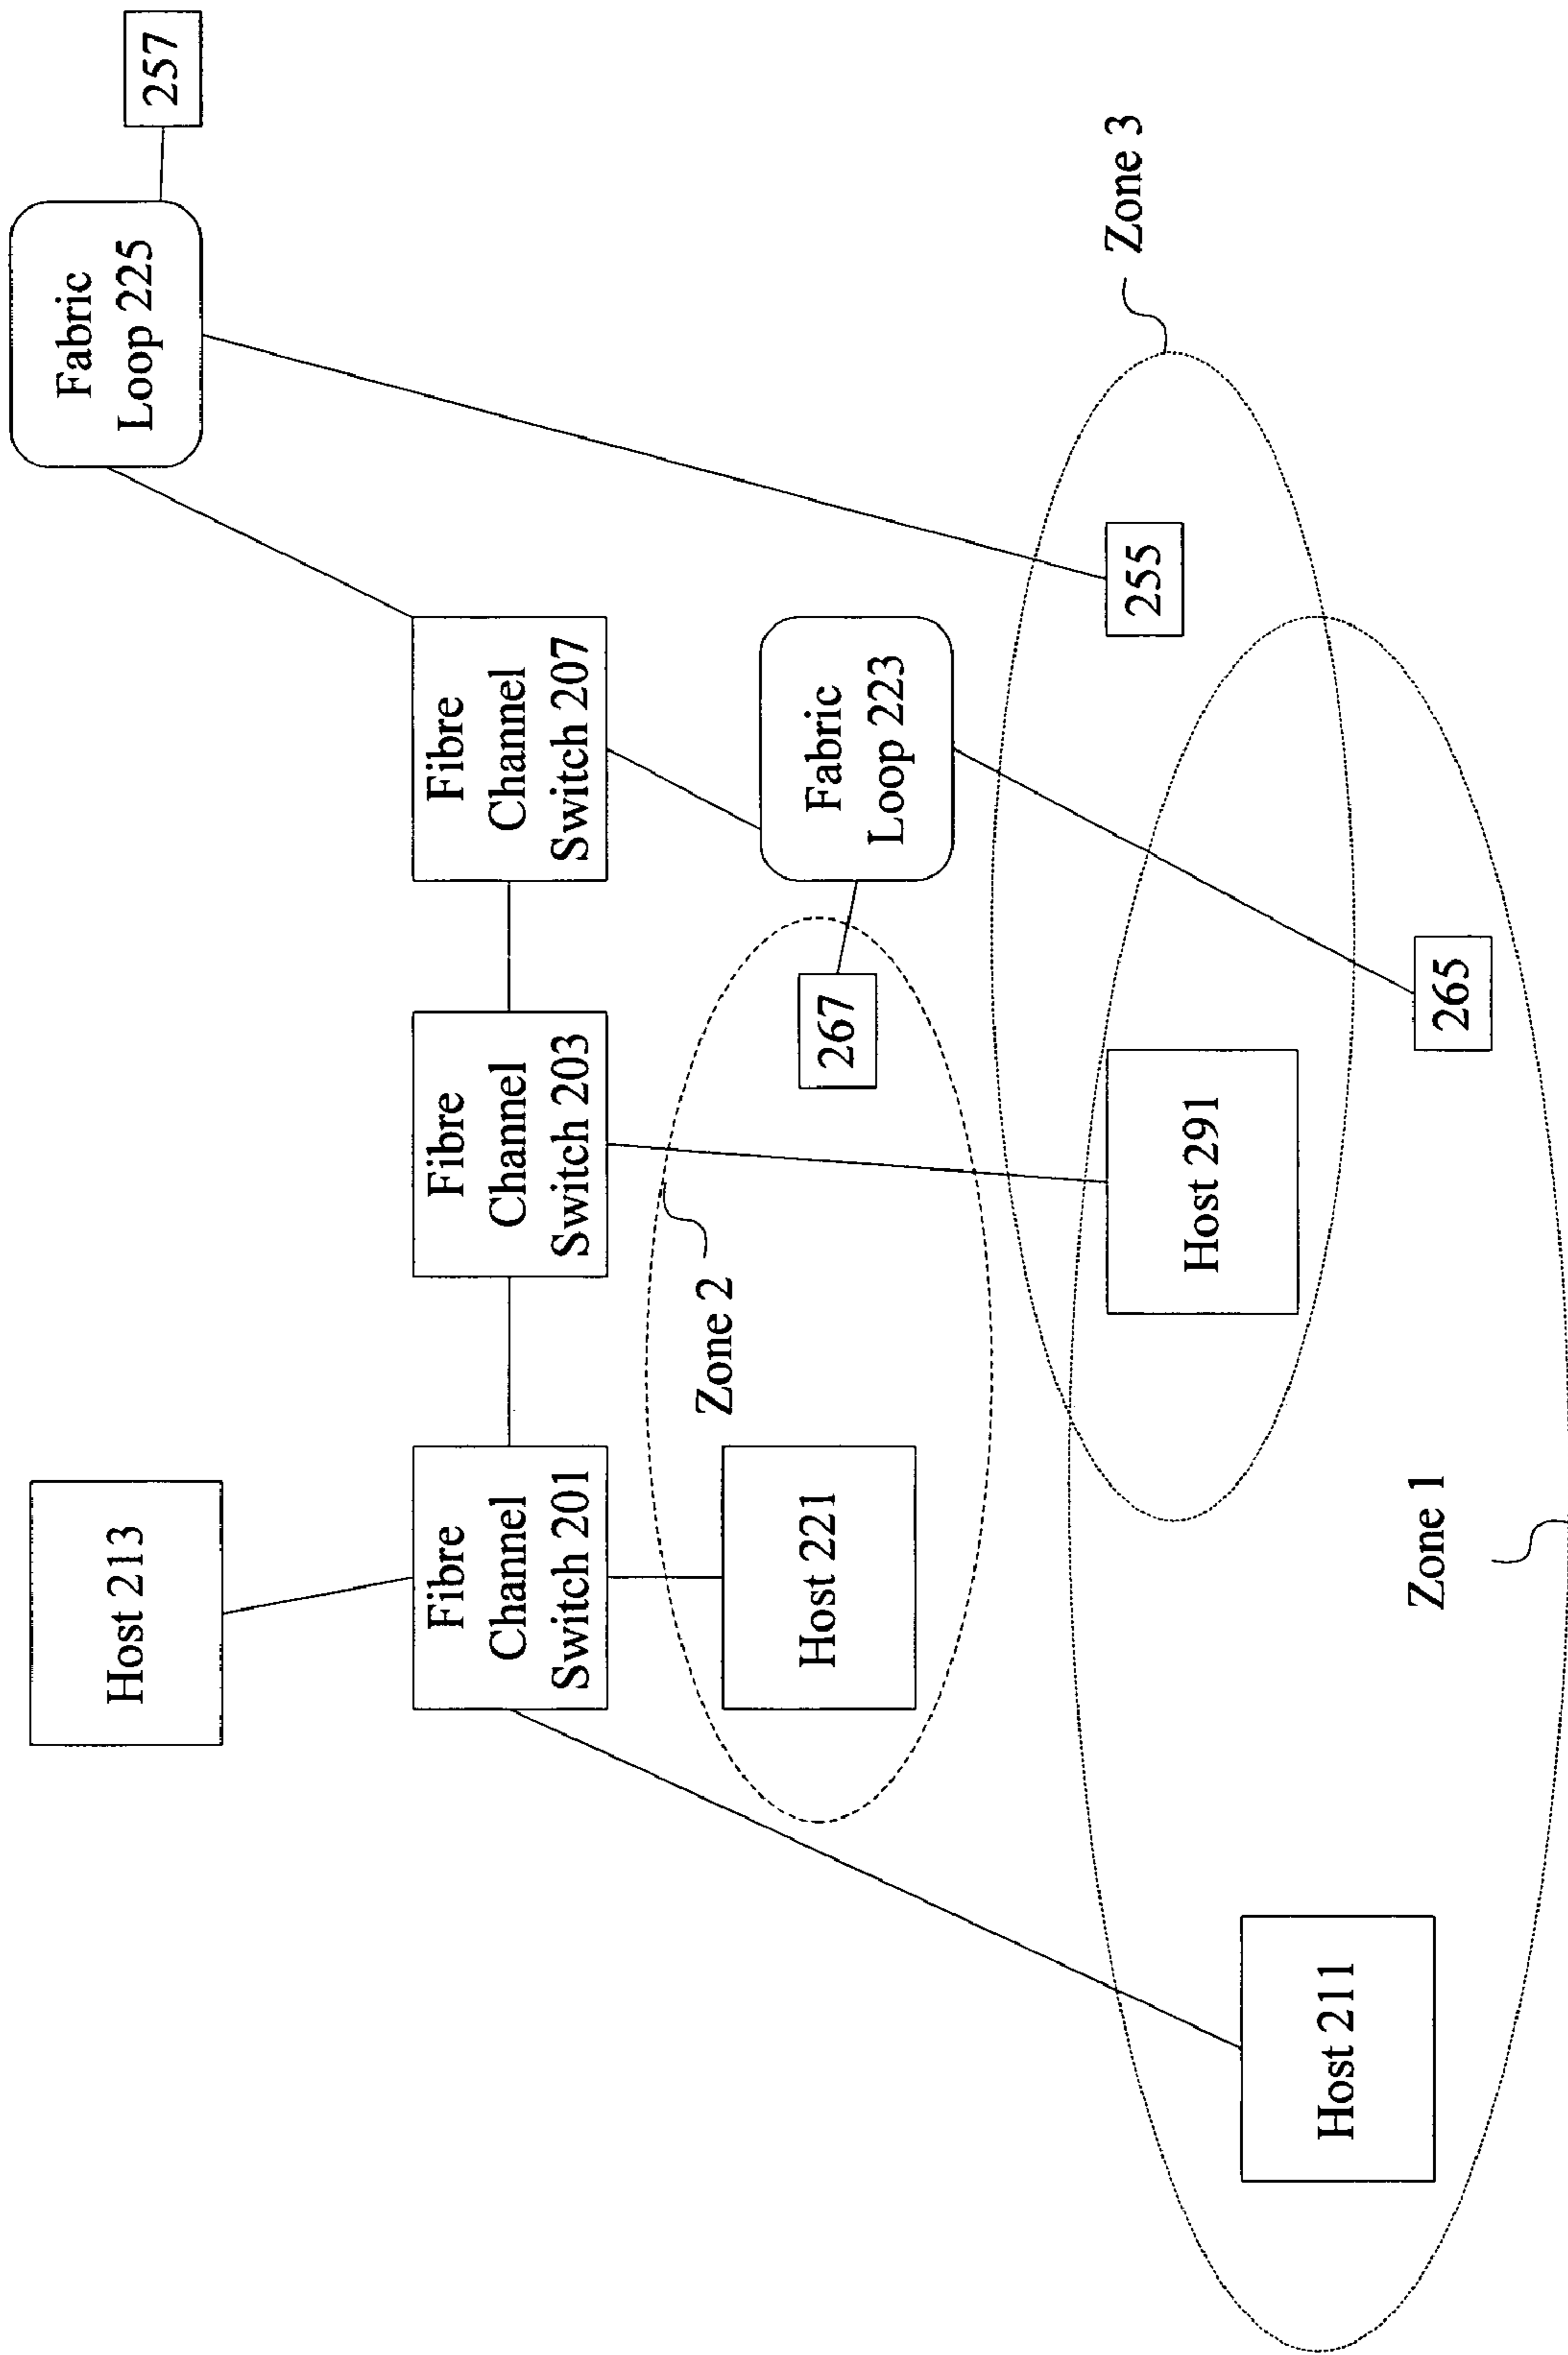 Host 213
Fabric
Loop 225
257
Fibre
Channel
Switch 201
Fibre
Channel
Switch 203
Fibre
Channel
Switch 207
Zone 2
Host 221
267
Fabric
Loop 223
Zone 3
255
Host 291
Host 211
Zone 1
265